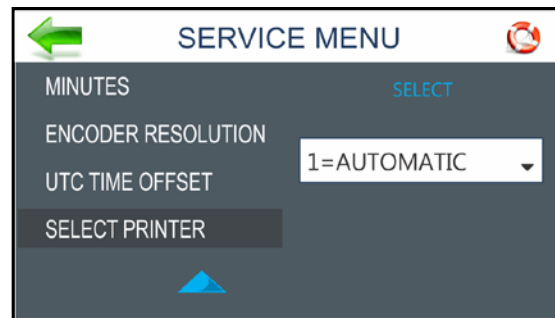 SERVICE MENU
MINUTES
SELECT
ENCODER RESOLUTION
1=AUTOMATIC
UTC TIME OFFSET
SELECT PRINTER